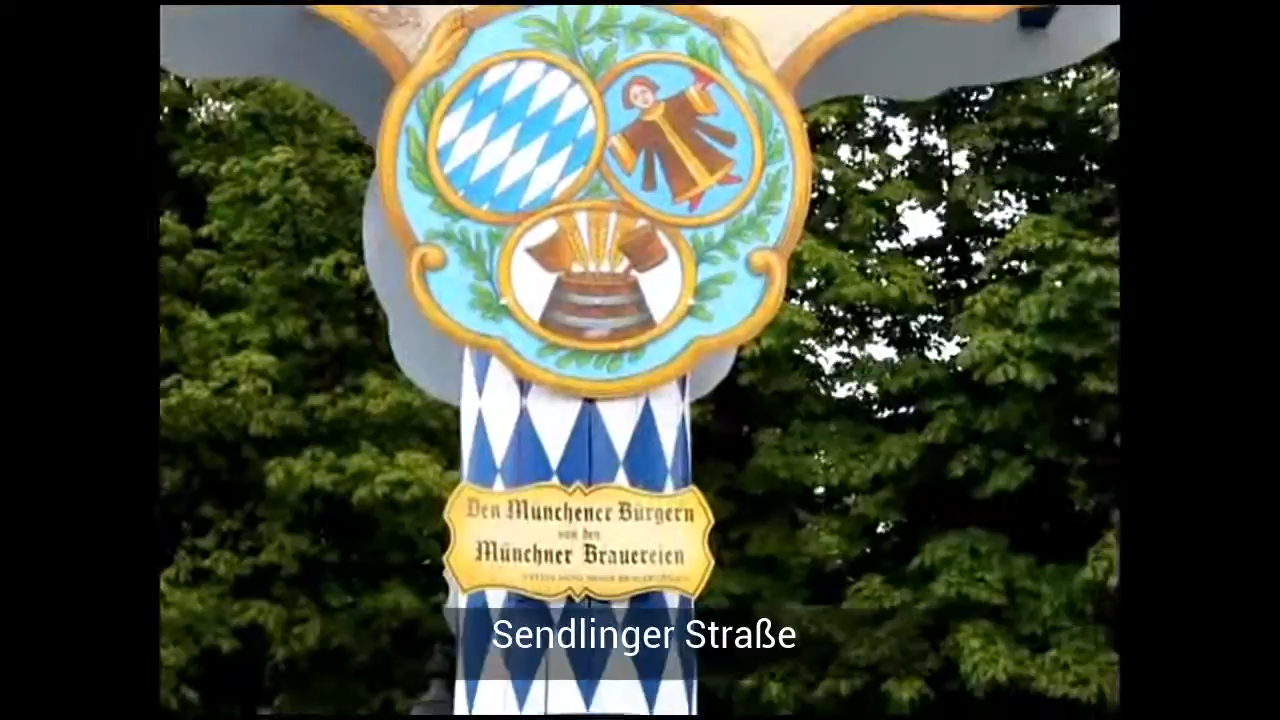 Den Münchener Bürgern
von den
Münchner Brauereien
Sendlinger Straße